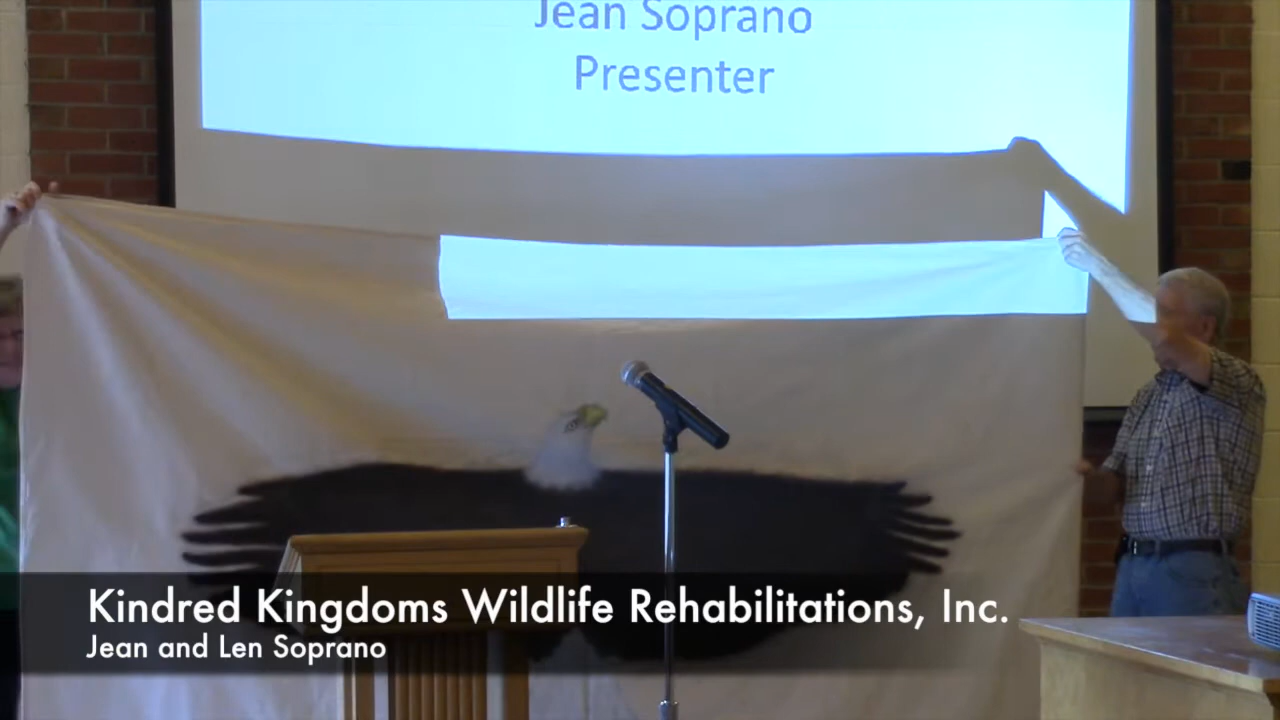 Jean Soprano
Presenter
Kindred Kingdoms Wildlife Rehabilitations, Inc.
Jean and Len Soprano